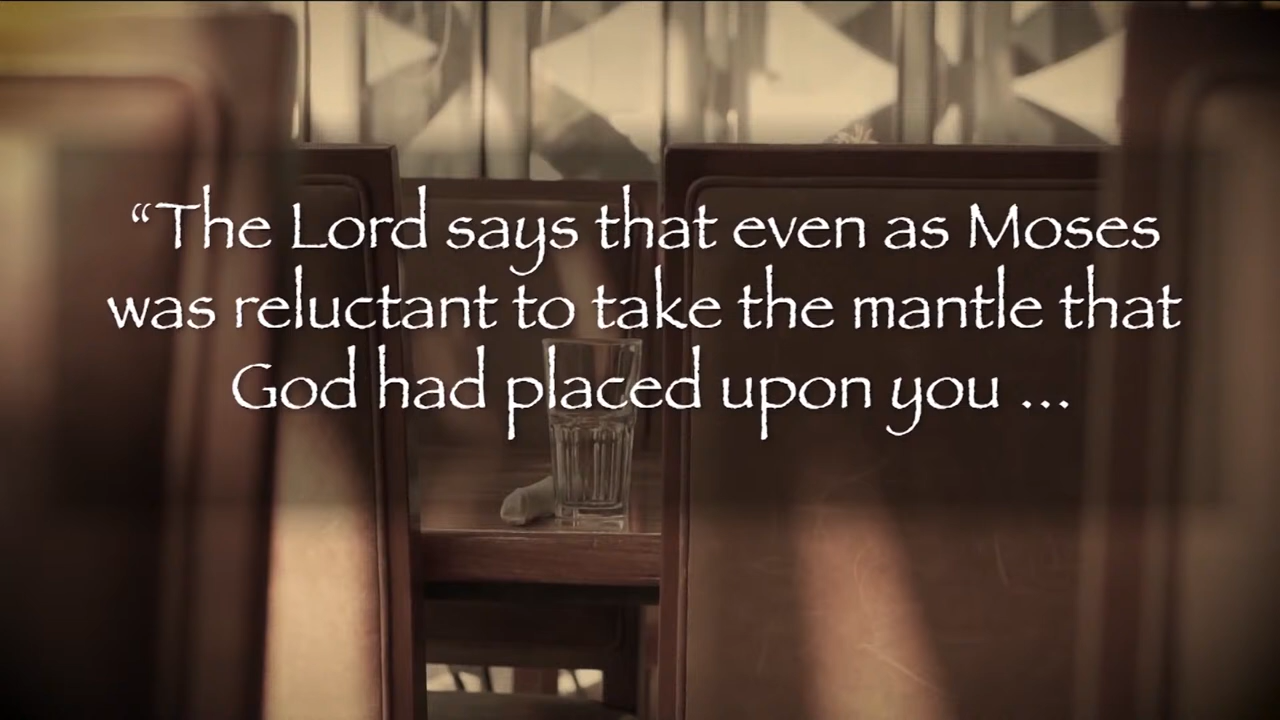 “The Lord says that even as Moses
was reluctant to take the mantle that
God had placed upon you ...